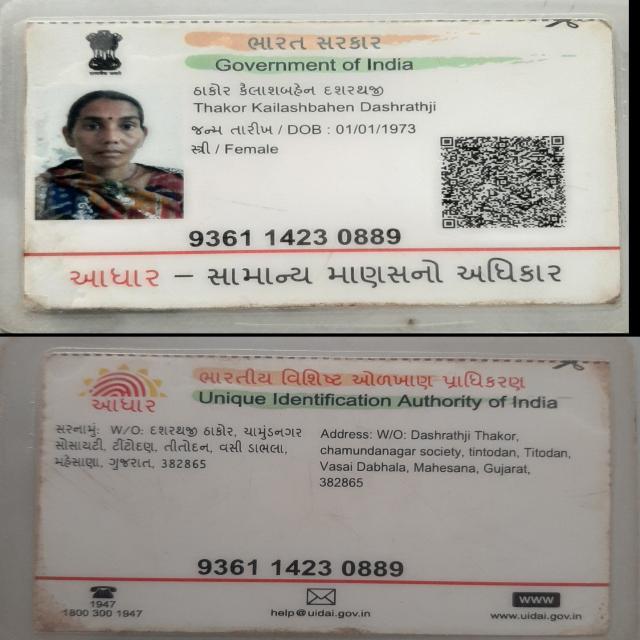 ભારત સરકાર
Government of India
ઠાકોર કૈલાશબહેન દશરથજી
Thakor Kailashbahen Dashrathji
જન્મ તારીખ / DOB : 01/01/1973
સ્ત્રી / Female
9361 1423 0889
આધાર – સામાન્ય માણસનો અધિકાર
ભારતીય વિશિષ્ટ ઓળખાણ પ્રાધિકરણ
Unique Identification Authority of India
આધાર
સરનામું: W/O: દશરથજી ઠાકોર, ચામુંડનગર
સોસાયટી, ટીટોદણ, તીતોદન, વસી ડાભલા,
મહેસાણા, ગુજરાત, 382865
Address: W/O: Dashrathji Thakor,
chamundanagar society, tintodan, Titodan,
Vasai Dabhala, Mahesana, Gujarat,
382865
9361 1423 0889
1947
1800 300 1947
help@uidai.gov.in
www
www.uidai.gov.in